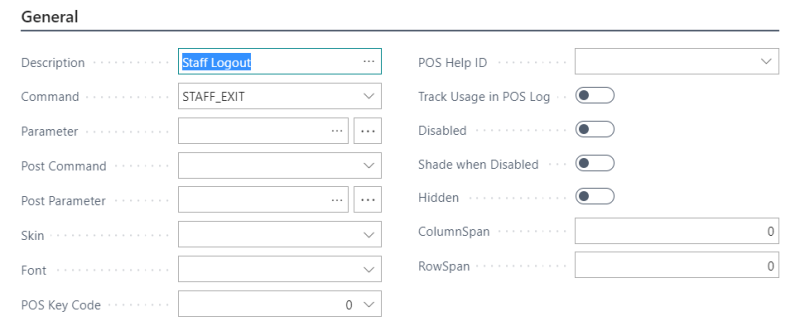 General
Description Staff Logout ...
Command STAFF_EXIT
Parameter ... ...
Post Command
Post Parameter ... ...
Skin
Font
POS Key Code 0
POS Help ID
Track Usage in POS Log
Disabled
Shade when Disabled
Hidden
ColumnSpan 0
RowSpan 0